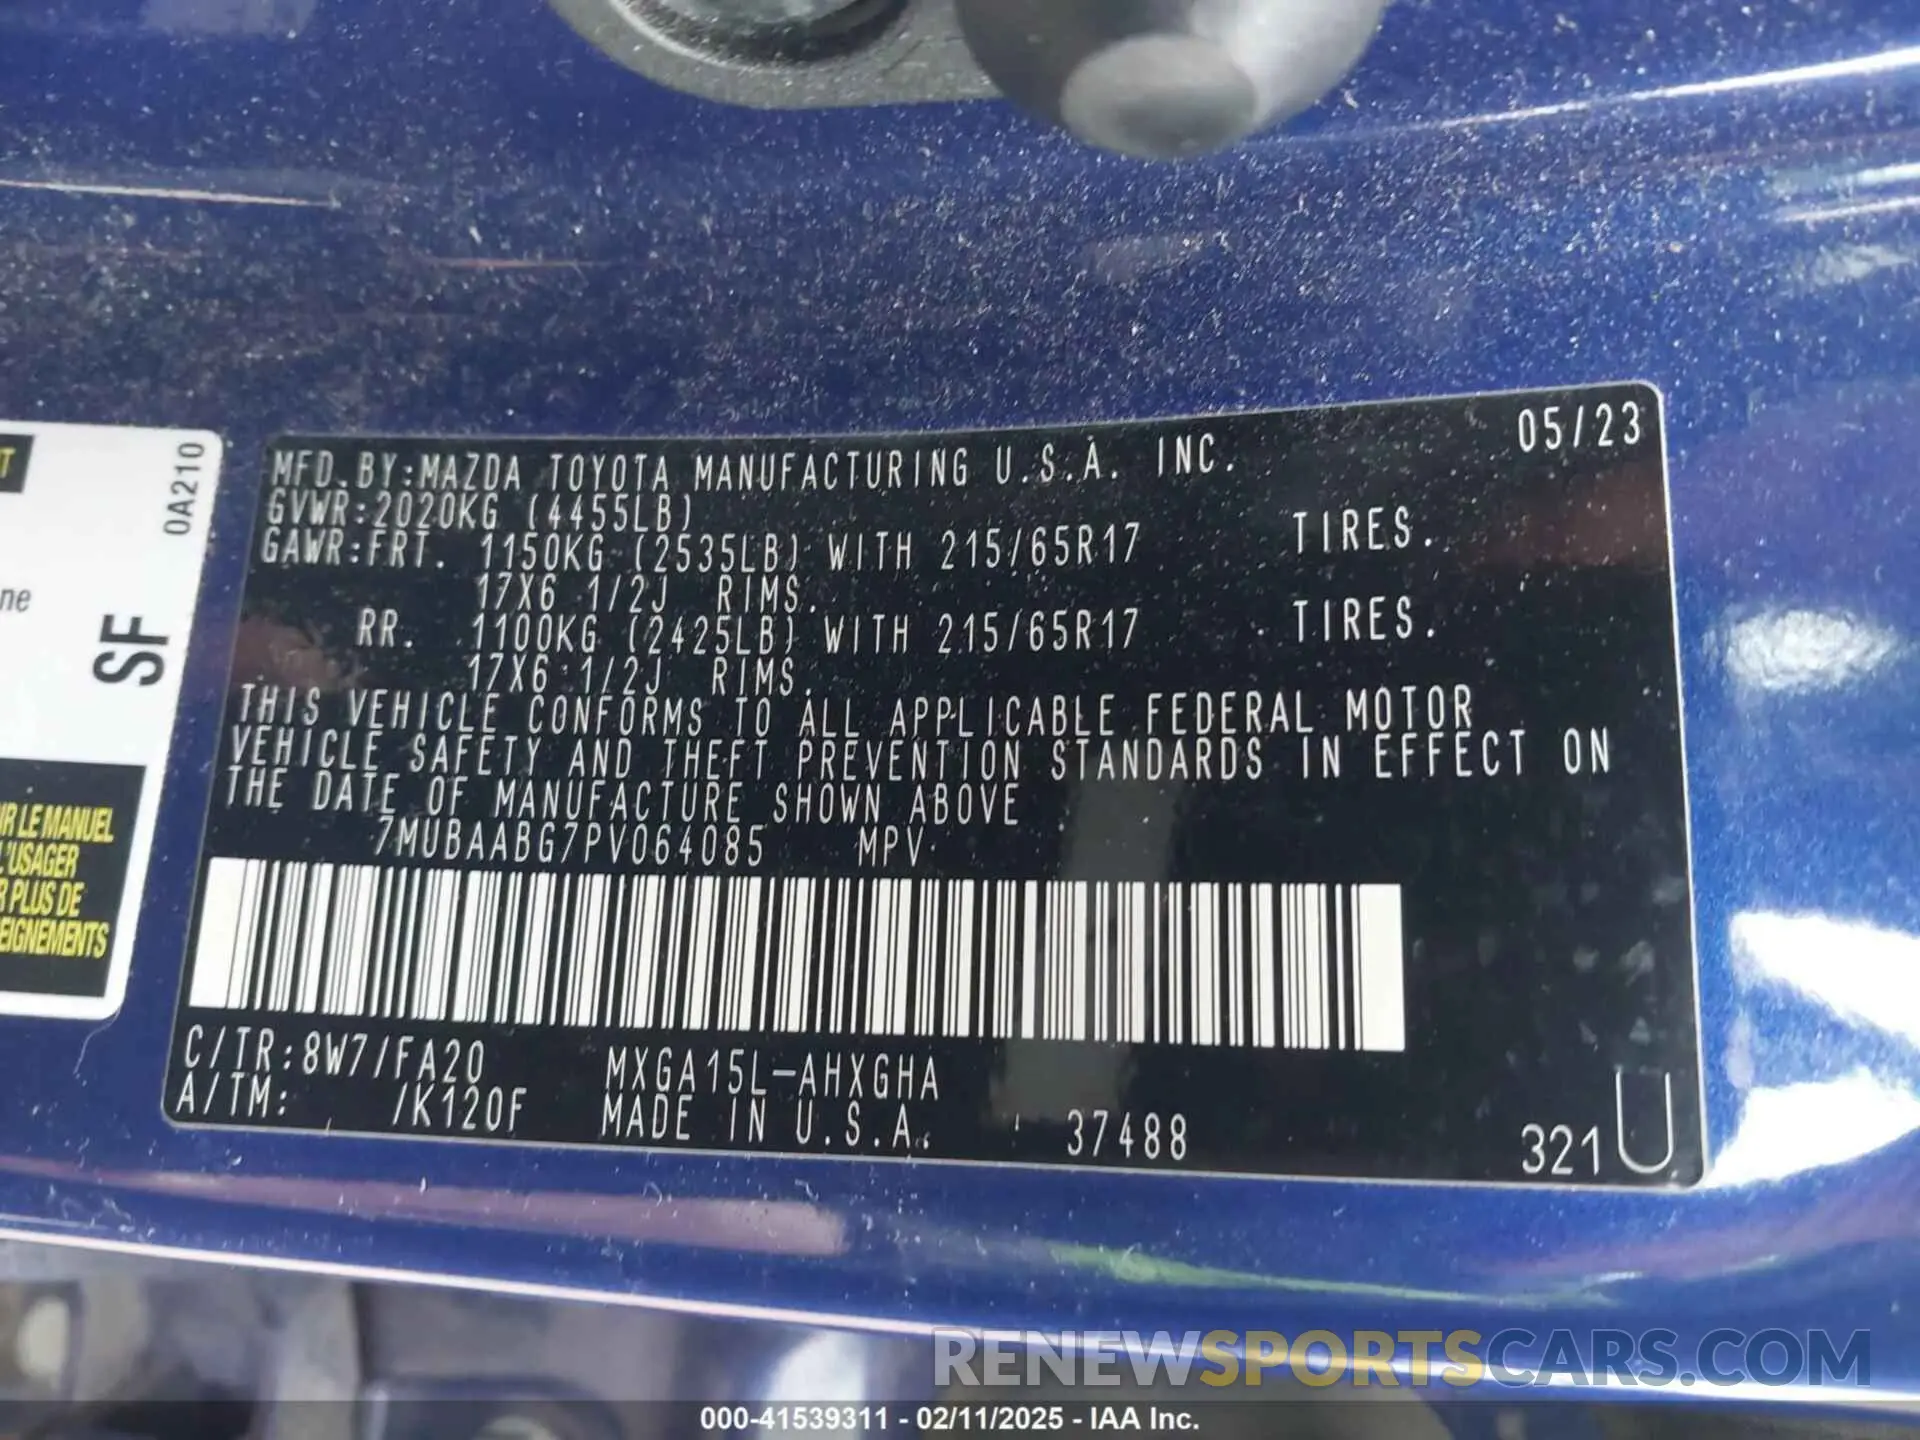 05/23
MFD.BY:MAZDA TOYOTA MANUFACTURING U.S.A. INC.
GVWR:2020KG (4455LB)
GAWR:FRT. 1150KG (2535LB) WITH 215/65R17 TIRES.
17X6 1/2J RIMS.
RR. 1100KG (2425LB) WITH 215/65R17 TIRES.
17X6 1/2J RIMS.
THIS VEHICLE CONFORMS TO ALL APPLICABLE FEDERAL MOTOR
VEHICLE SAFETY AND THEFT PREVENTION STANDARDS IN EFFECT ON
THE DATE OF MANUFACTURE SHOWN ABOVE
7MUBAABG7PV064085 MPV
C/TR:8W7/FA20 MXGA15L-AHXGHA
A/TM: /K120F MADE IN U.S.A. 37488
321 U
0A210
SF
T
ne
IR LE MANUEL
L'USAGER
R PLUS DE
EIGNEMENTS
RENEWSPORTSCARS.COM
000-41539311 - 02/11/2025 - IAA Inc.